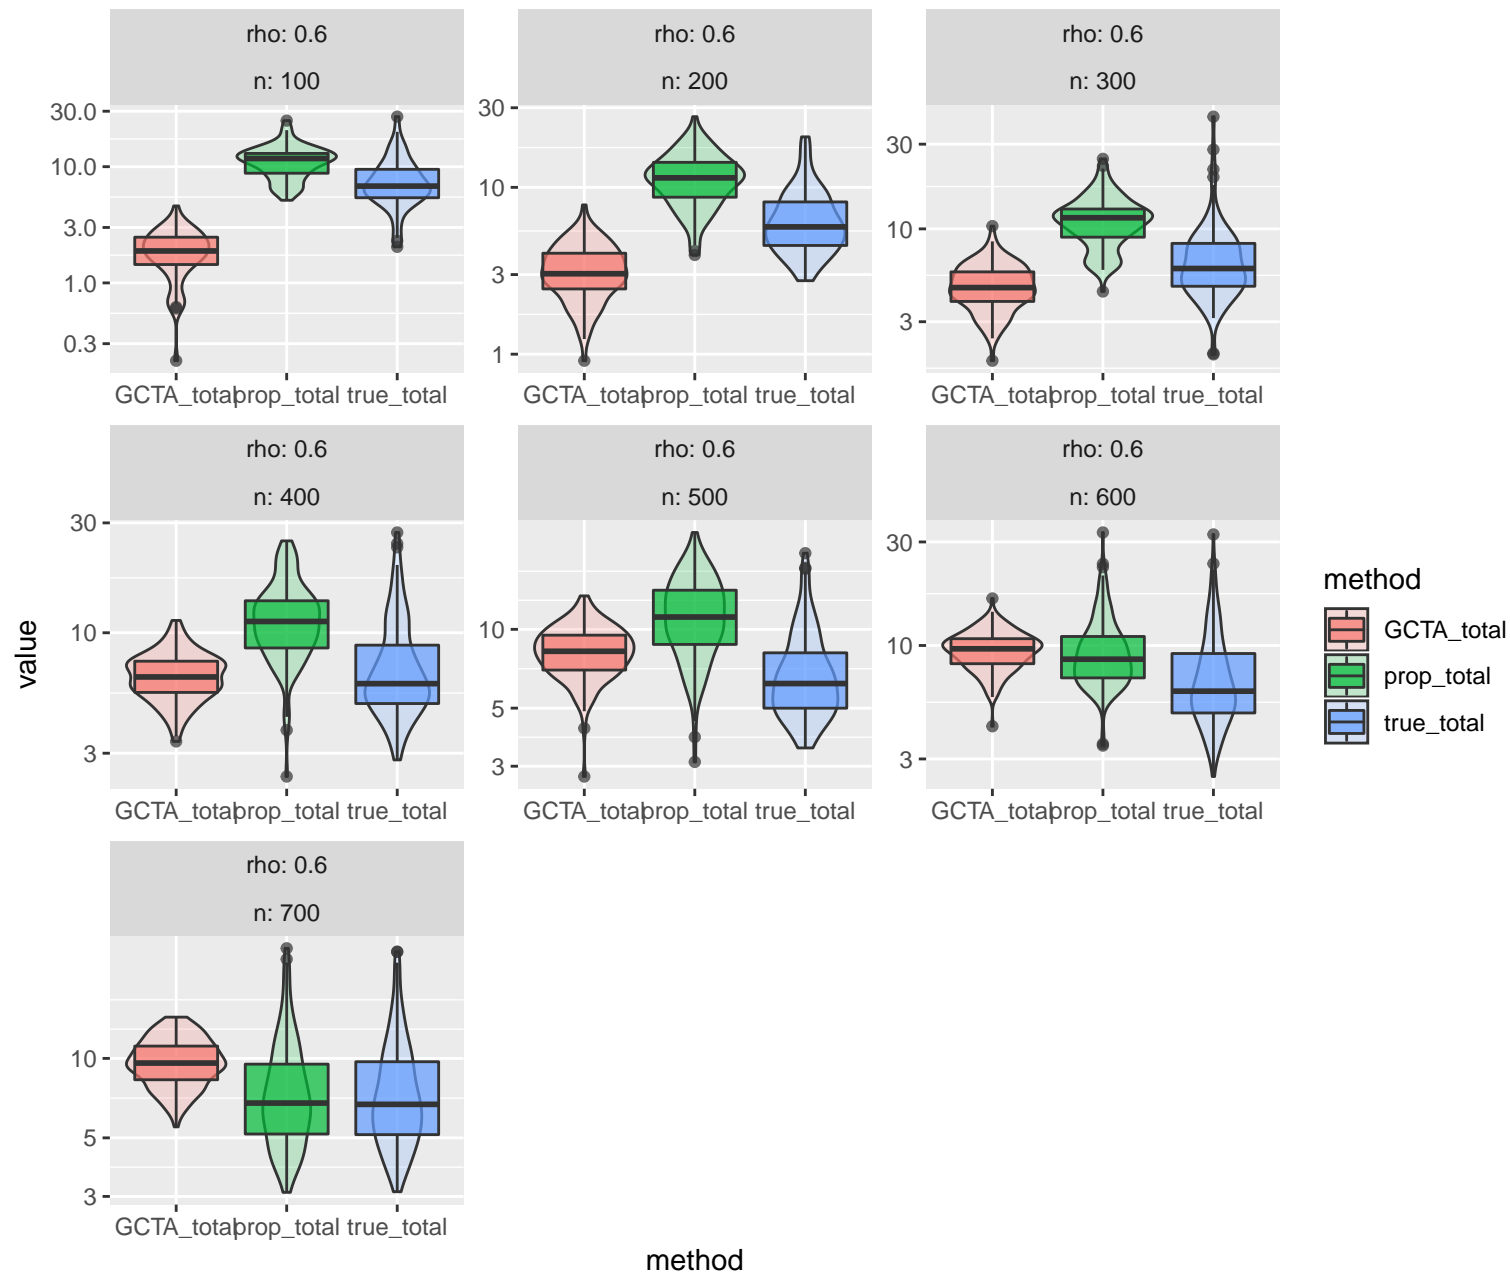 rho: 0.6
n: 100
30.0
10.0
3.0
1.0
0.3
GCTA_total prop_total true_total
rho: 0.6
n: 200
30
10
3
1
GCTA_total prop_total true_total
rho: 0.6
n: 300
30
10
3
GCTA_total prop_total true_total
rho: 0.6
n: 400
30
10
3
GCTA_total prop_total true_total
rho: 0.6
n: 500
10
5
3
GCTA_total prop_total true_total
rho: 0.6
n: 600
30
10
3
GCTA_total prop_total true_total
rho: 0.6
n: 700
10
5
3
GCTA_total prop_total true_total
value
method
method
GCTA_total
prop_total
true_total